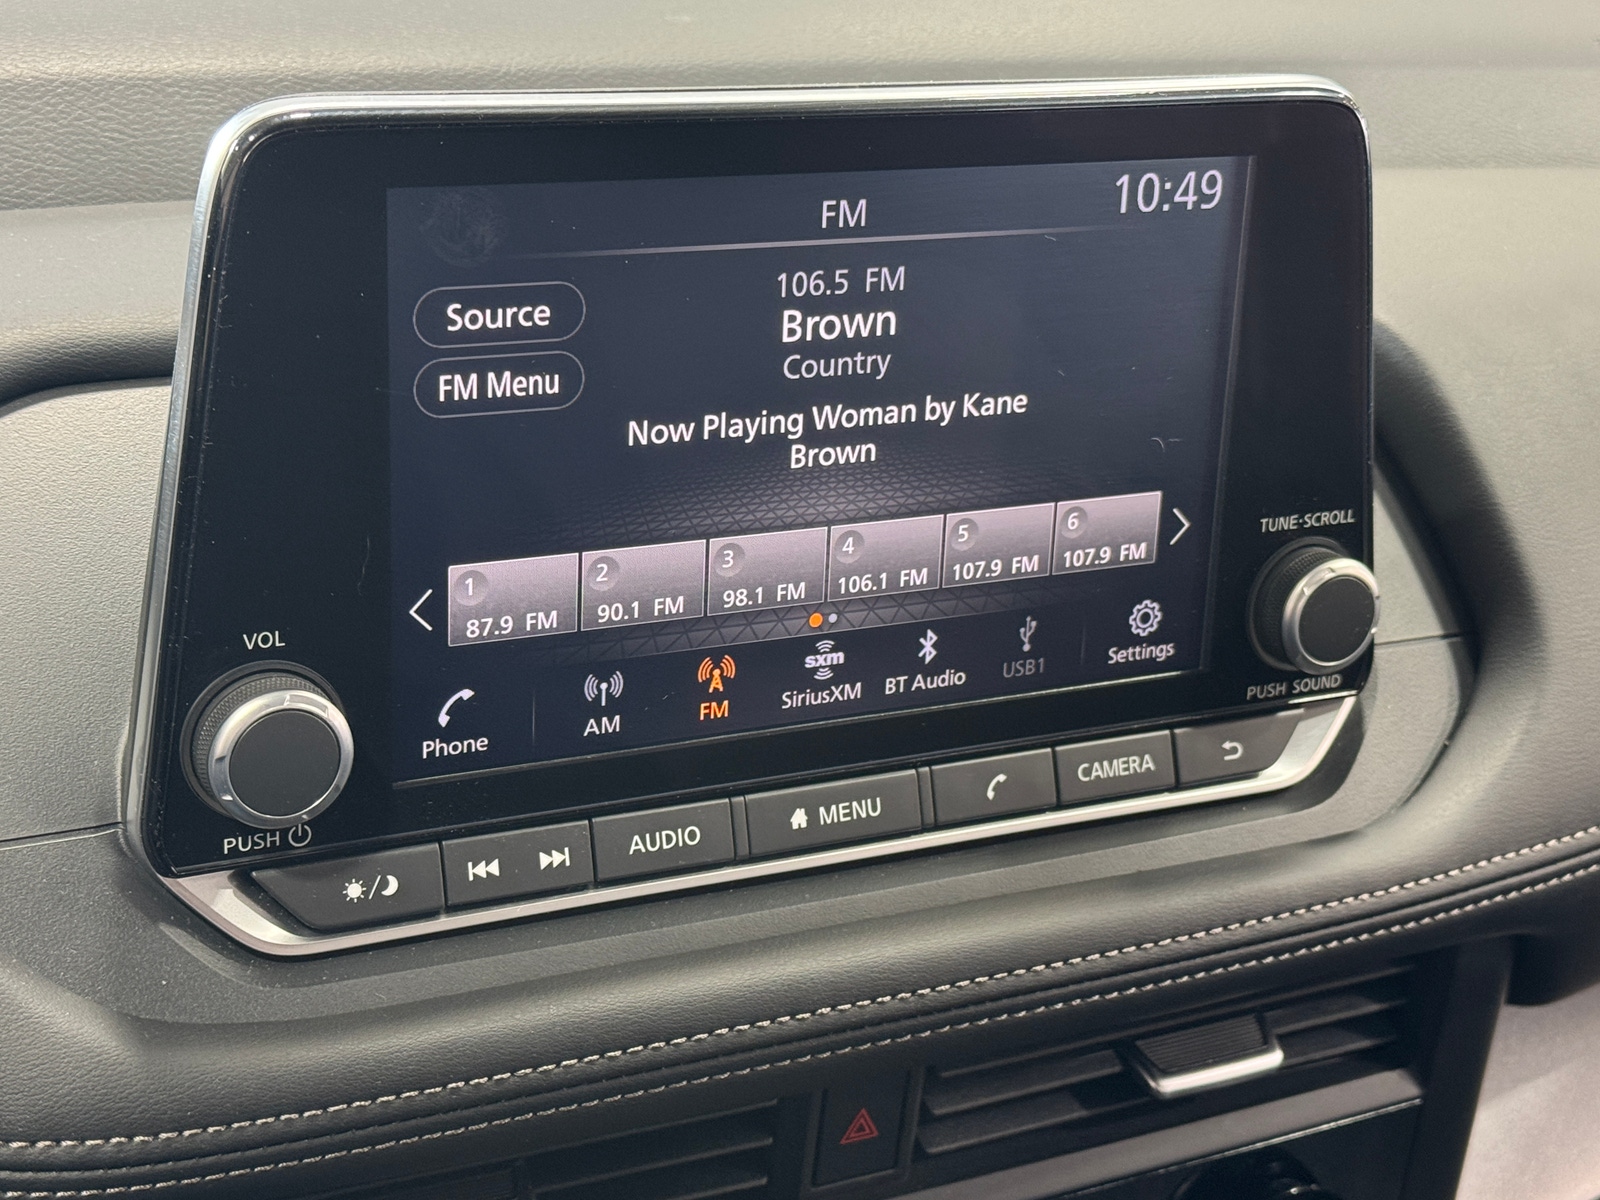 FM
10:49
106.5 FM
Source
Brown
Country
FM Menu
Now Playing Woman by Kane
Brown
TUNE·SCROLL
1
87.9 FM
2
90.1 FM
3
98.1 FM
4
106.1 FM
5
107.9 FM
6
107.9 FM
VOL
Phone
AM
FM
sxm
SiriusXM
BT Audio
USB1
Settings
PUSH SOUND
PUSH
AUDIO
MENU
CAMERA